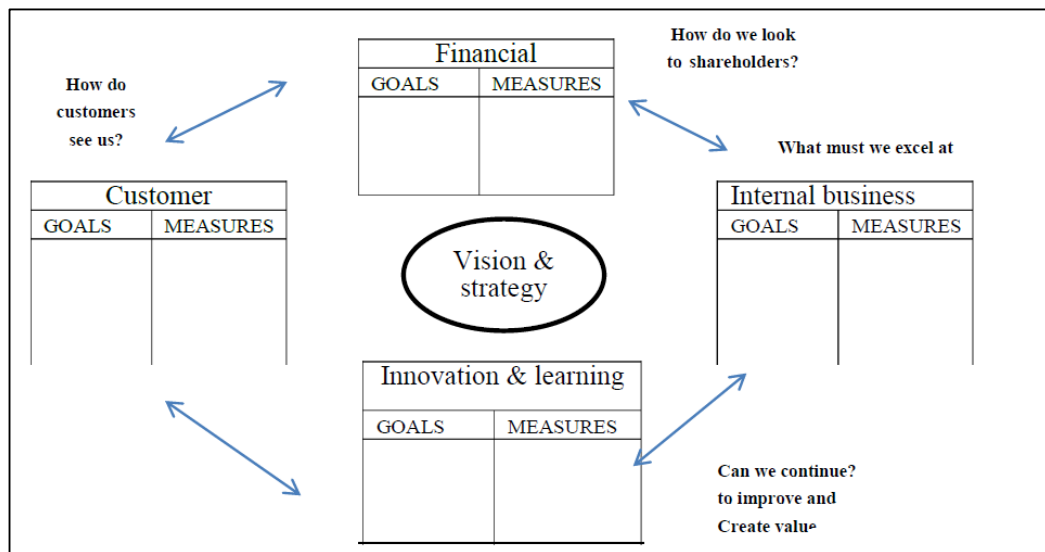 Financial
GOALS MEASURES
How do we look
to shareholders?
How do
customers
see us?
What must we excel at
Customer
GOALS MEASURES
Internal business
GOALS MEASURES
Vision &
strategy
Innovation & learning
GOALS MEASURES
Can we continue?
to improve and
Create value